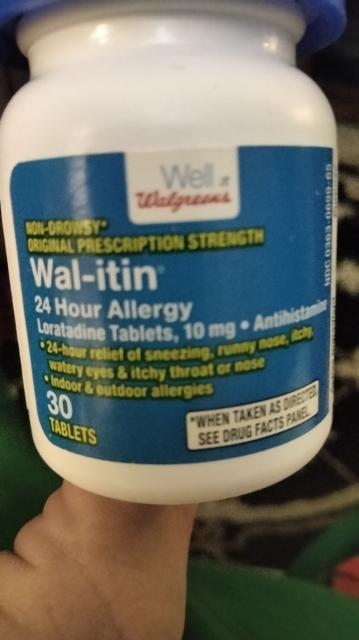 Well at
Walgreens
NON-DROWSY*
ORIGINAL PRESCRIPTION STRENGTH
Wal-itin®
24 Hour Allergy
Loratadine Tablets, 10 mg • Antihistamine
• 24-hour relief of sneezing, runny nose, itchy,
watery eyes & itchy throat or nose
• Indoor & outdoor allergies
30
TABLETS
*WHEN TAKEN AS DIRECTED.
SEE DRUG FACTS PANEL.